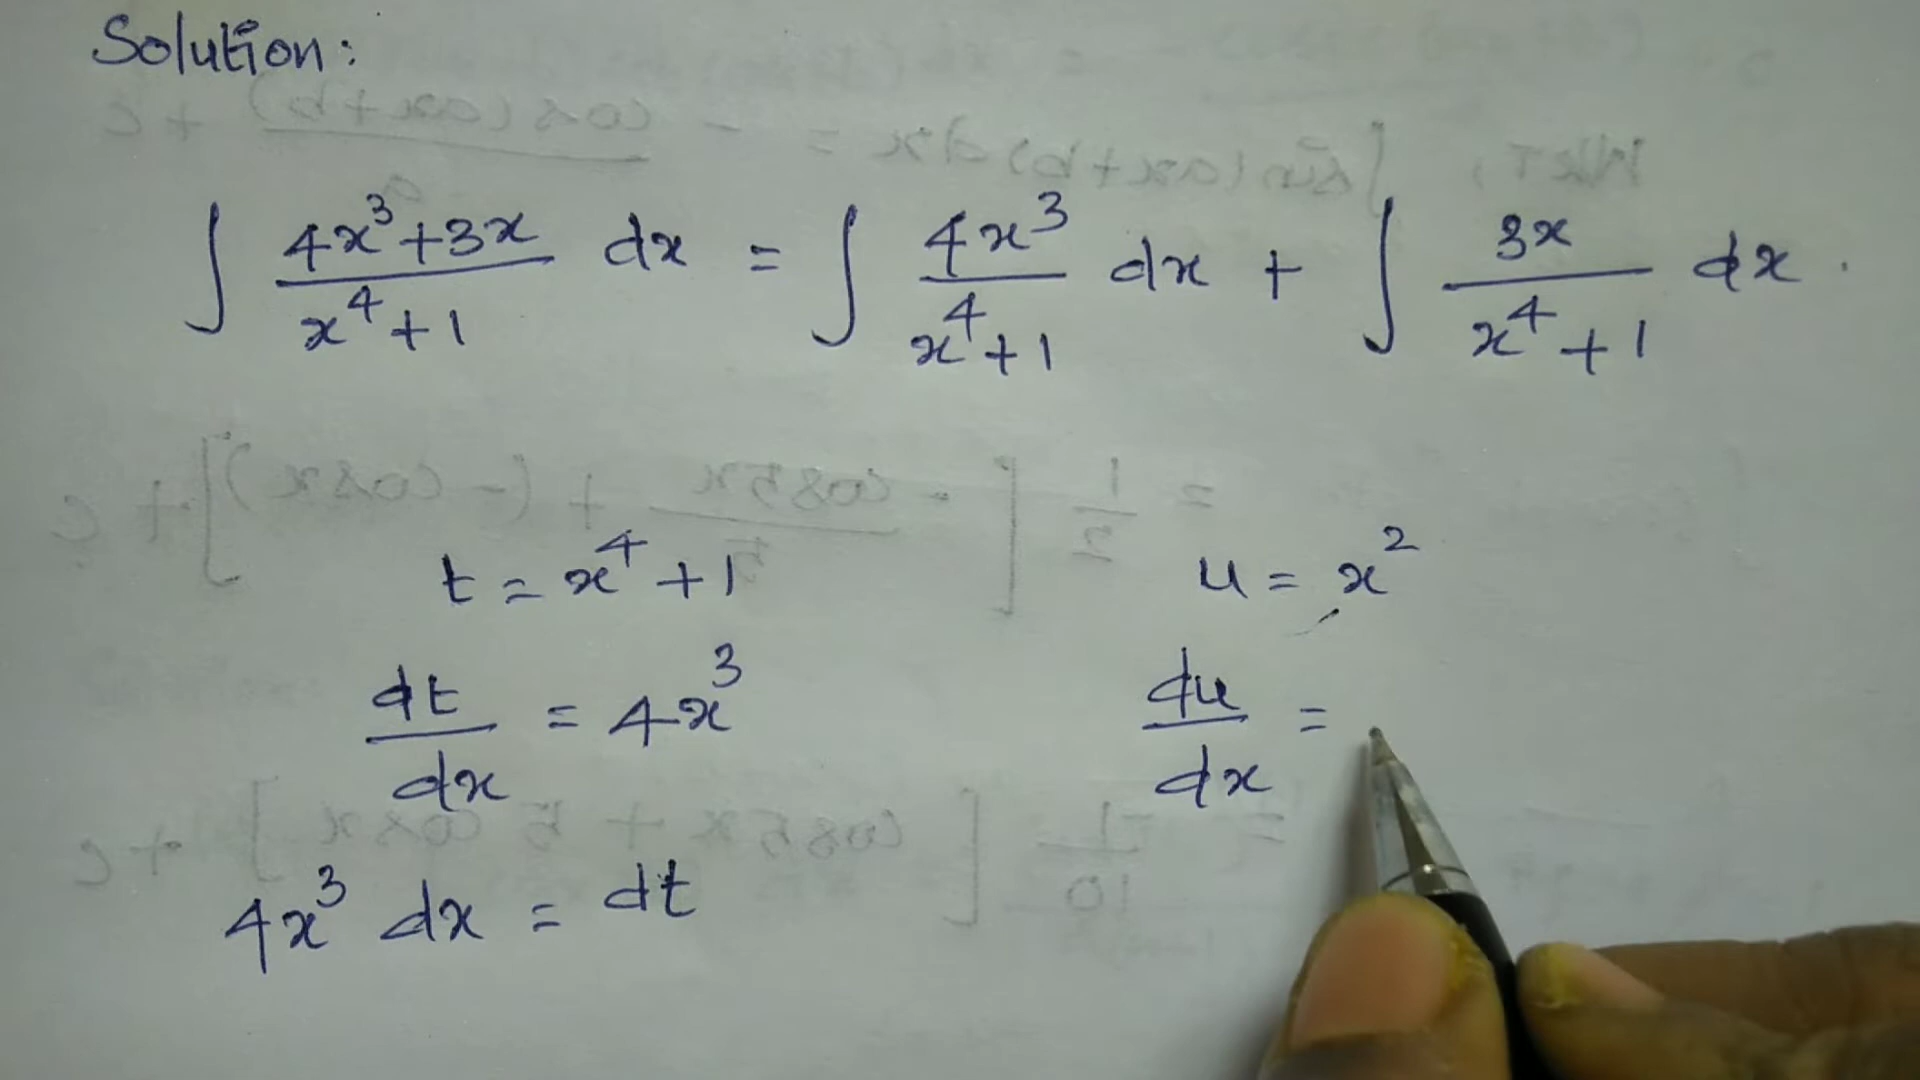 Solution:
∫ (4x³+3x)/(x⁴+1) dx = ∫ 4x³/(x⁴+1) dx + ∫ 3x/(x⁴+1) dx.
t = x⁴+1
u = x²
dt/dx = 4x³
du/dx =
4x³ dx = dt